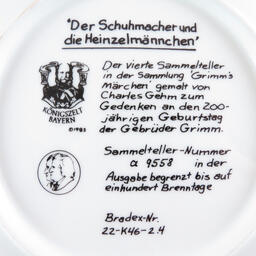 'Der Schuhmacher und
die Heinzelmännchen'
Der vierte Sammelteller
in der Sammlung 'Grimm's
Märchen' gemalt von
Charles Gehm zum
Gedenken an den 200-
jährigen Geburtstag
der Gebrüder Grimm.
KÖNIGSZELT
BAYERN
©1985
Sammelteller-Nummer
a 9558 in der
Ausgabe begrenzt bis auf
einhundert Brenntage
Bradex-Nr.
22-K46-2.4